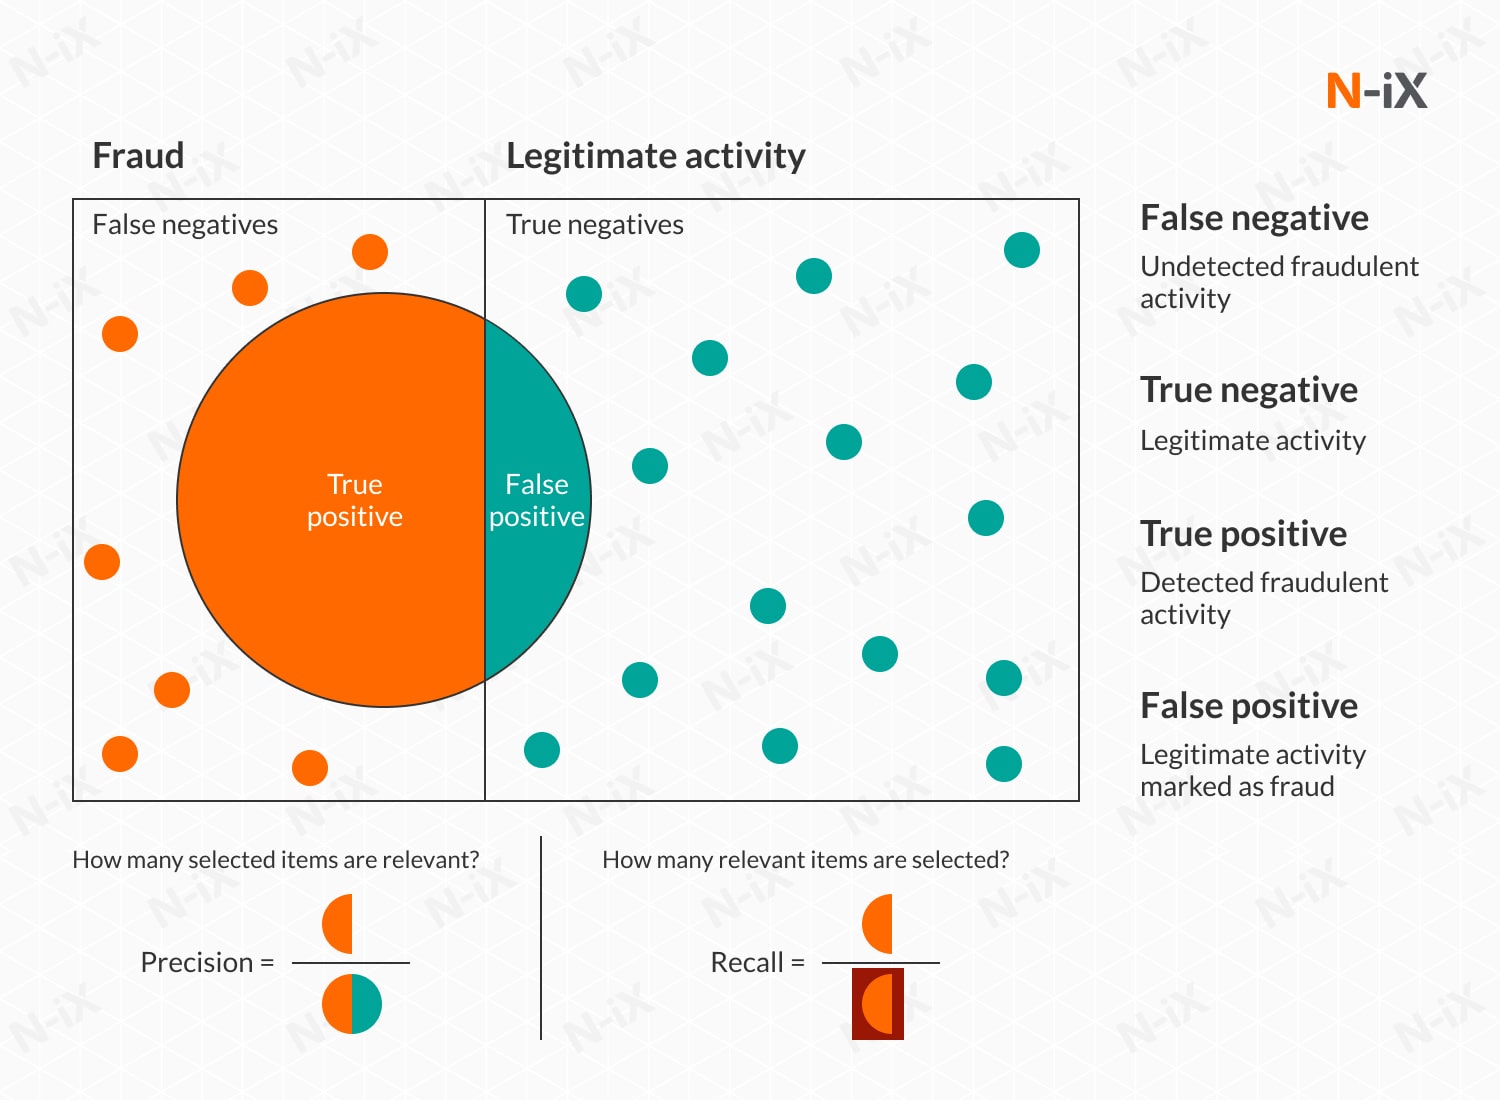 N-iX
Fraud
Legitimate activity
False negatives
True negatives
True
positive
False
positive
False negative
Undetected fraudulent
activity
True negative
Legitimate activity
True positive
Detected fraudulent
activity
False positive
Legitimate activity
marked as fraud
How many selected items are relevant?
Precision =
How many relevant items are selected?
Recall =